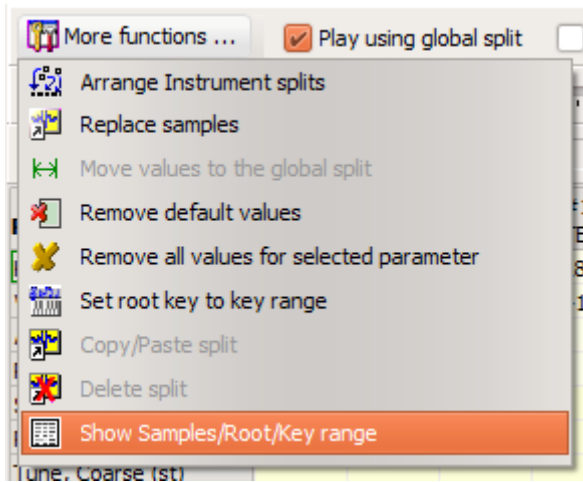 More functions ...
Play using global split
Arrange Instrument splits
Replace samples
Move values to the global split
Remove default values
Remove all values for selected parameter
Set root key to key range
Copy/Paste split
Delete split
Show Samples/Root/Key range
Tune, Coarse (st)